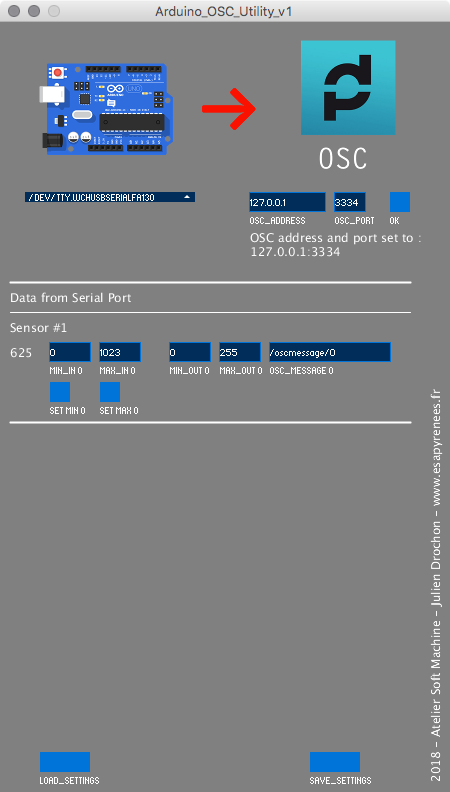 Arduino_OSC_Utility_v1
OSC
/DEV/TTY.WCHUSBSERIALFA130
127.0.0.1
3334
OSC_ADDRESS
OSC_PORT
OK
OSC address and port set to :
127.0.0.1:3334
Data from Serial Port
Sensor #1
625
0
1023
0
255
/oscmessage/0
MIN_IN 0
MAX_IN 0
MIN_OUT 0
MAX_OUT 0
OSC_MESSAGE 0
SET MIN 0
SET MAX 0
2018 - Atelier Soft Machine - Julien Drochon - www.esapyrenees.fr
LOAD_SETTINGS
SAVE_SETTINGS